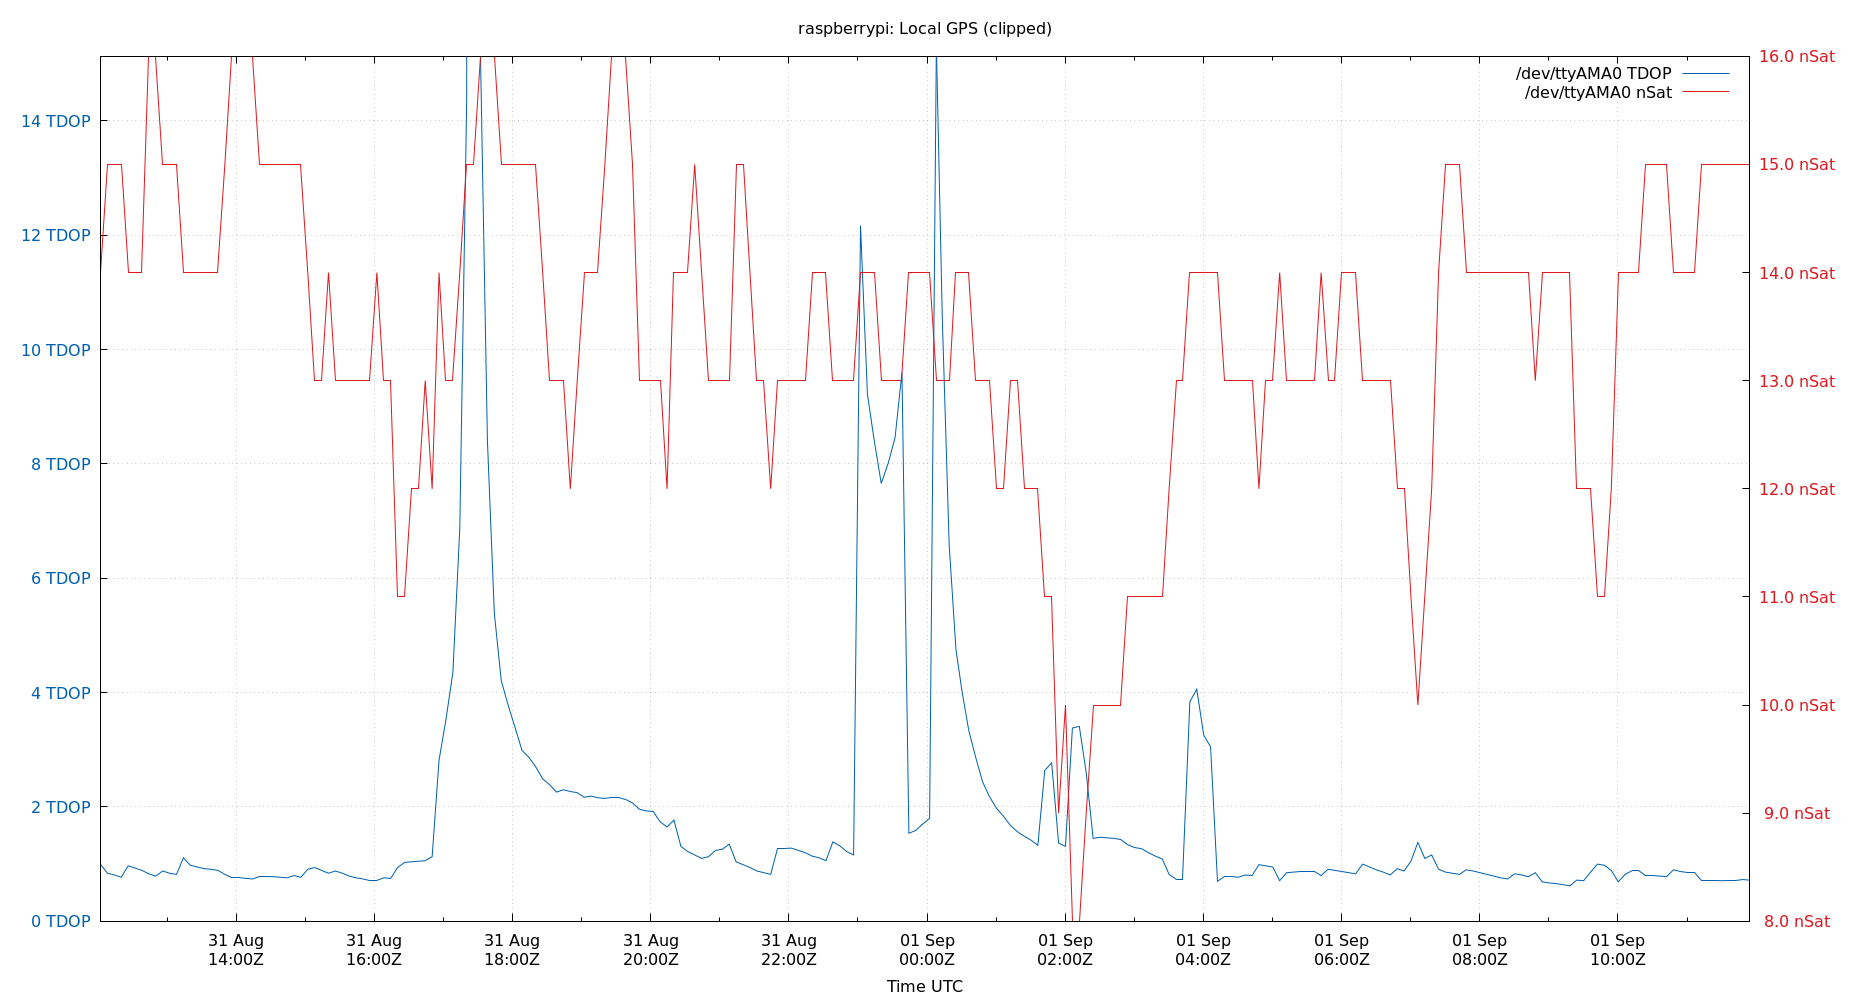 raspberrypi: Local GPS (clipped)
/dev/ttyAMA0 TDOP
/dev/ttyAMA0 nSat
14 TDOP
12 TDOP
10 TDOP
8 TDOP
6 TDOP
4 TDOP
2 TDOP
0 TDOP
16.0 nSat
15.0 nSat
14.0 nSat
13.0 nSat
12.0 nSat
11.0 nSat
10.0 nSat
9.0 nSat
8.0 nSat
31 Aug
14:00Z
31 Aug
16:00Z
31 Aug
18:00Z
31 Aug
20:00Z
31 Aug
22:00Z
01 Sep
00:00Z
01 Sep
02:00Z
01 Sep
04:00Z
01 Sep
06:00Z
01 Sep
08:00Z
01 Sep
10:00Z
Time UTC